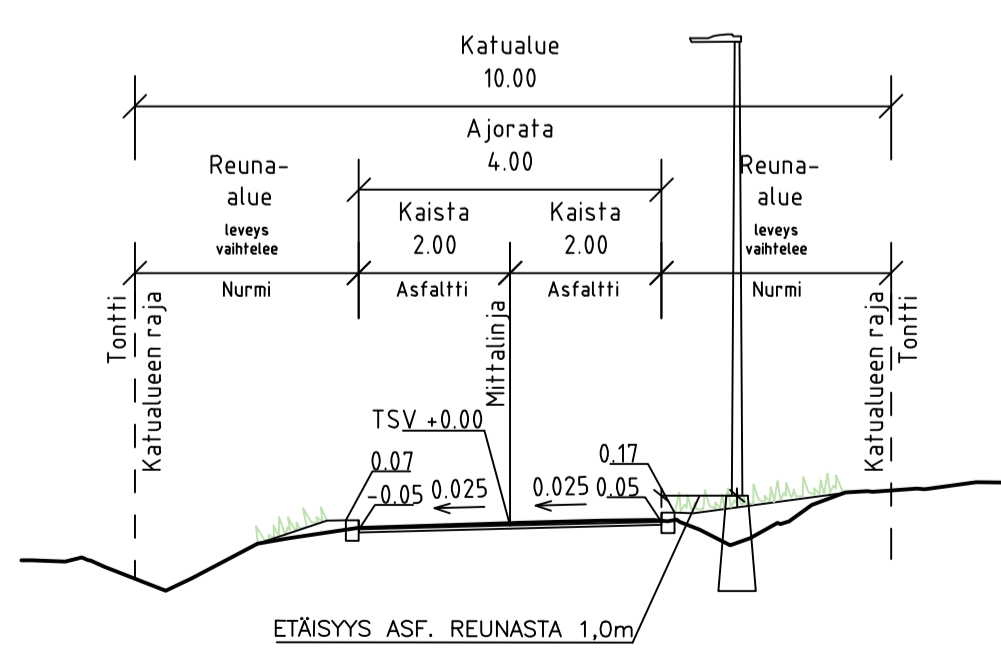 Katualue
10.00
Ajorata
4.00
Reuna-
alue
leveys
vaihtelee
Kaista
2.00
Kaista
2.00
Reuna-
alue
leveys
vaihtelee
Nurmi
Asfaltti
Asfaltti
Nurmi
Tontti
Katualueen raja
Mittalinja
Katualueen raja
Tontti
TSV +0.00
0.07
0.17
-0.05
0.025
0.025
0.05
ETÄISYYS ASF. REUNASTA 1,0m